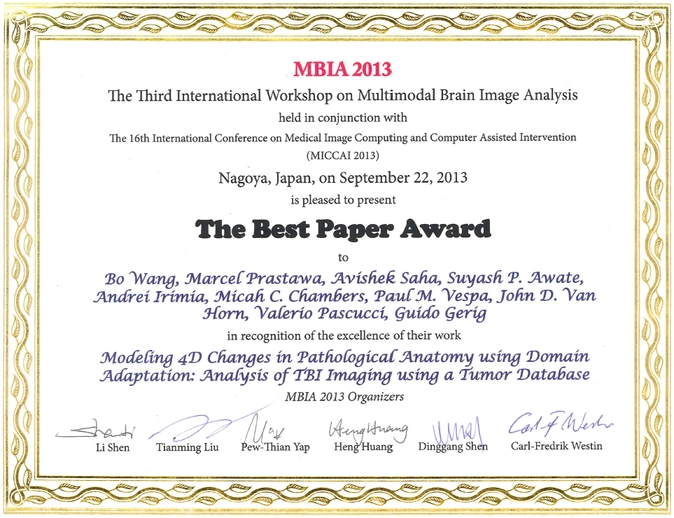 MBIA 2013
The Third International Workshop on Multimodal Brain Image Analysis
held in conjunction with
The 16th International Conference on Medical Image Computing and Computer Assisted Intervention
(MICCAI 2013)
Nagoya, Japan, on September 22, 2013
is pleased to present
The Best Paper Award
to
Bo Wang, Marcel Prastawa, Avishek Saha, Suyash P. Awate,
Andrei Irimia, Micah C. Chambers, Paul M. Vespa, John D. Van
Horn, Valerio Pascucci, Guido Gerig
in recognition of the excellence of their work
Modeling 4D Changes in Pathological Anatomy using Domain
Adaptation: Analysis of TBI Imaging using a Tumor Database
MBIA 2013 Organizers
Heng Huang Carl-F Westin
Li Shen Tianming Liu Pew-Thian Yap Heng Huang Dinggang Shen Carl-Fredrik Westin